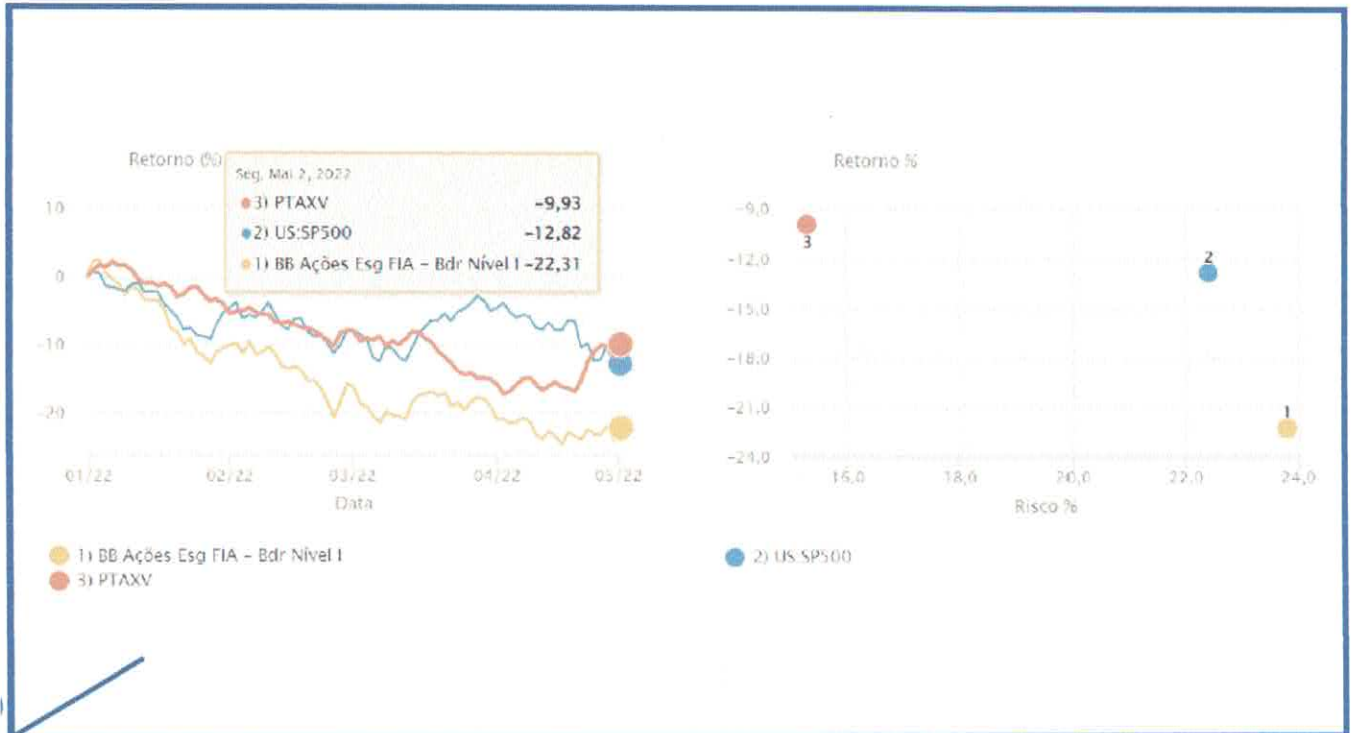 Retorno (%)
Seg, Mai 2, 2022
3) PTAXV -9,93
2) US:SP500 -12,82
1) BB Ações Esg FIA - Bdr Nível I -22,31
10
0
-10
-20
01/22 02/22 03/22 04/22 05/22
Data
Retorno %
-9,0
-12,0
-15,0
-18,0
-21,0
-24,0
3
2
1
16,0 18,0 20,0 22,0 24,0
Risco %
1) BB Ações Esg FIA - Bdr Nível I
3) PTAXV
2) US:SP500